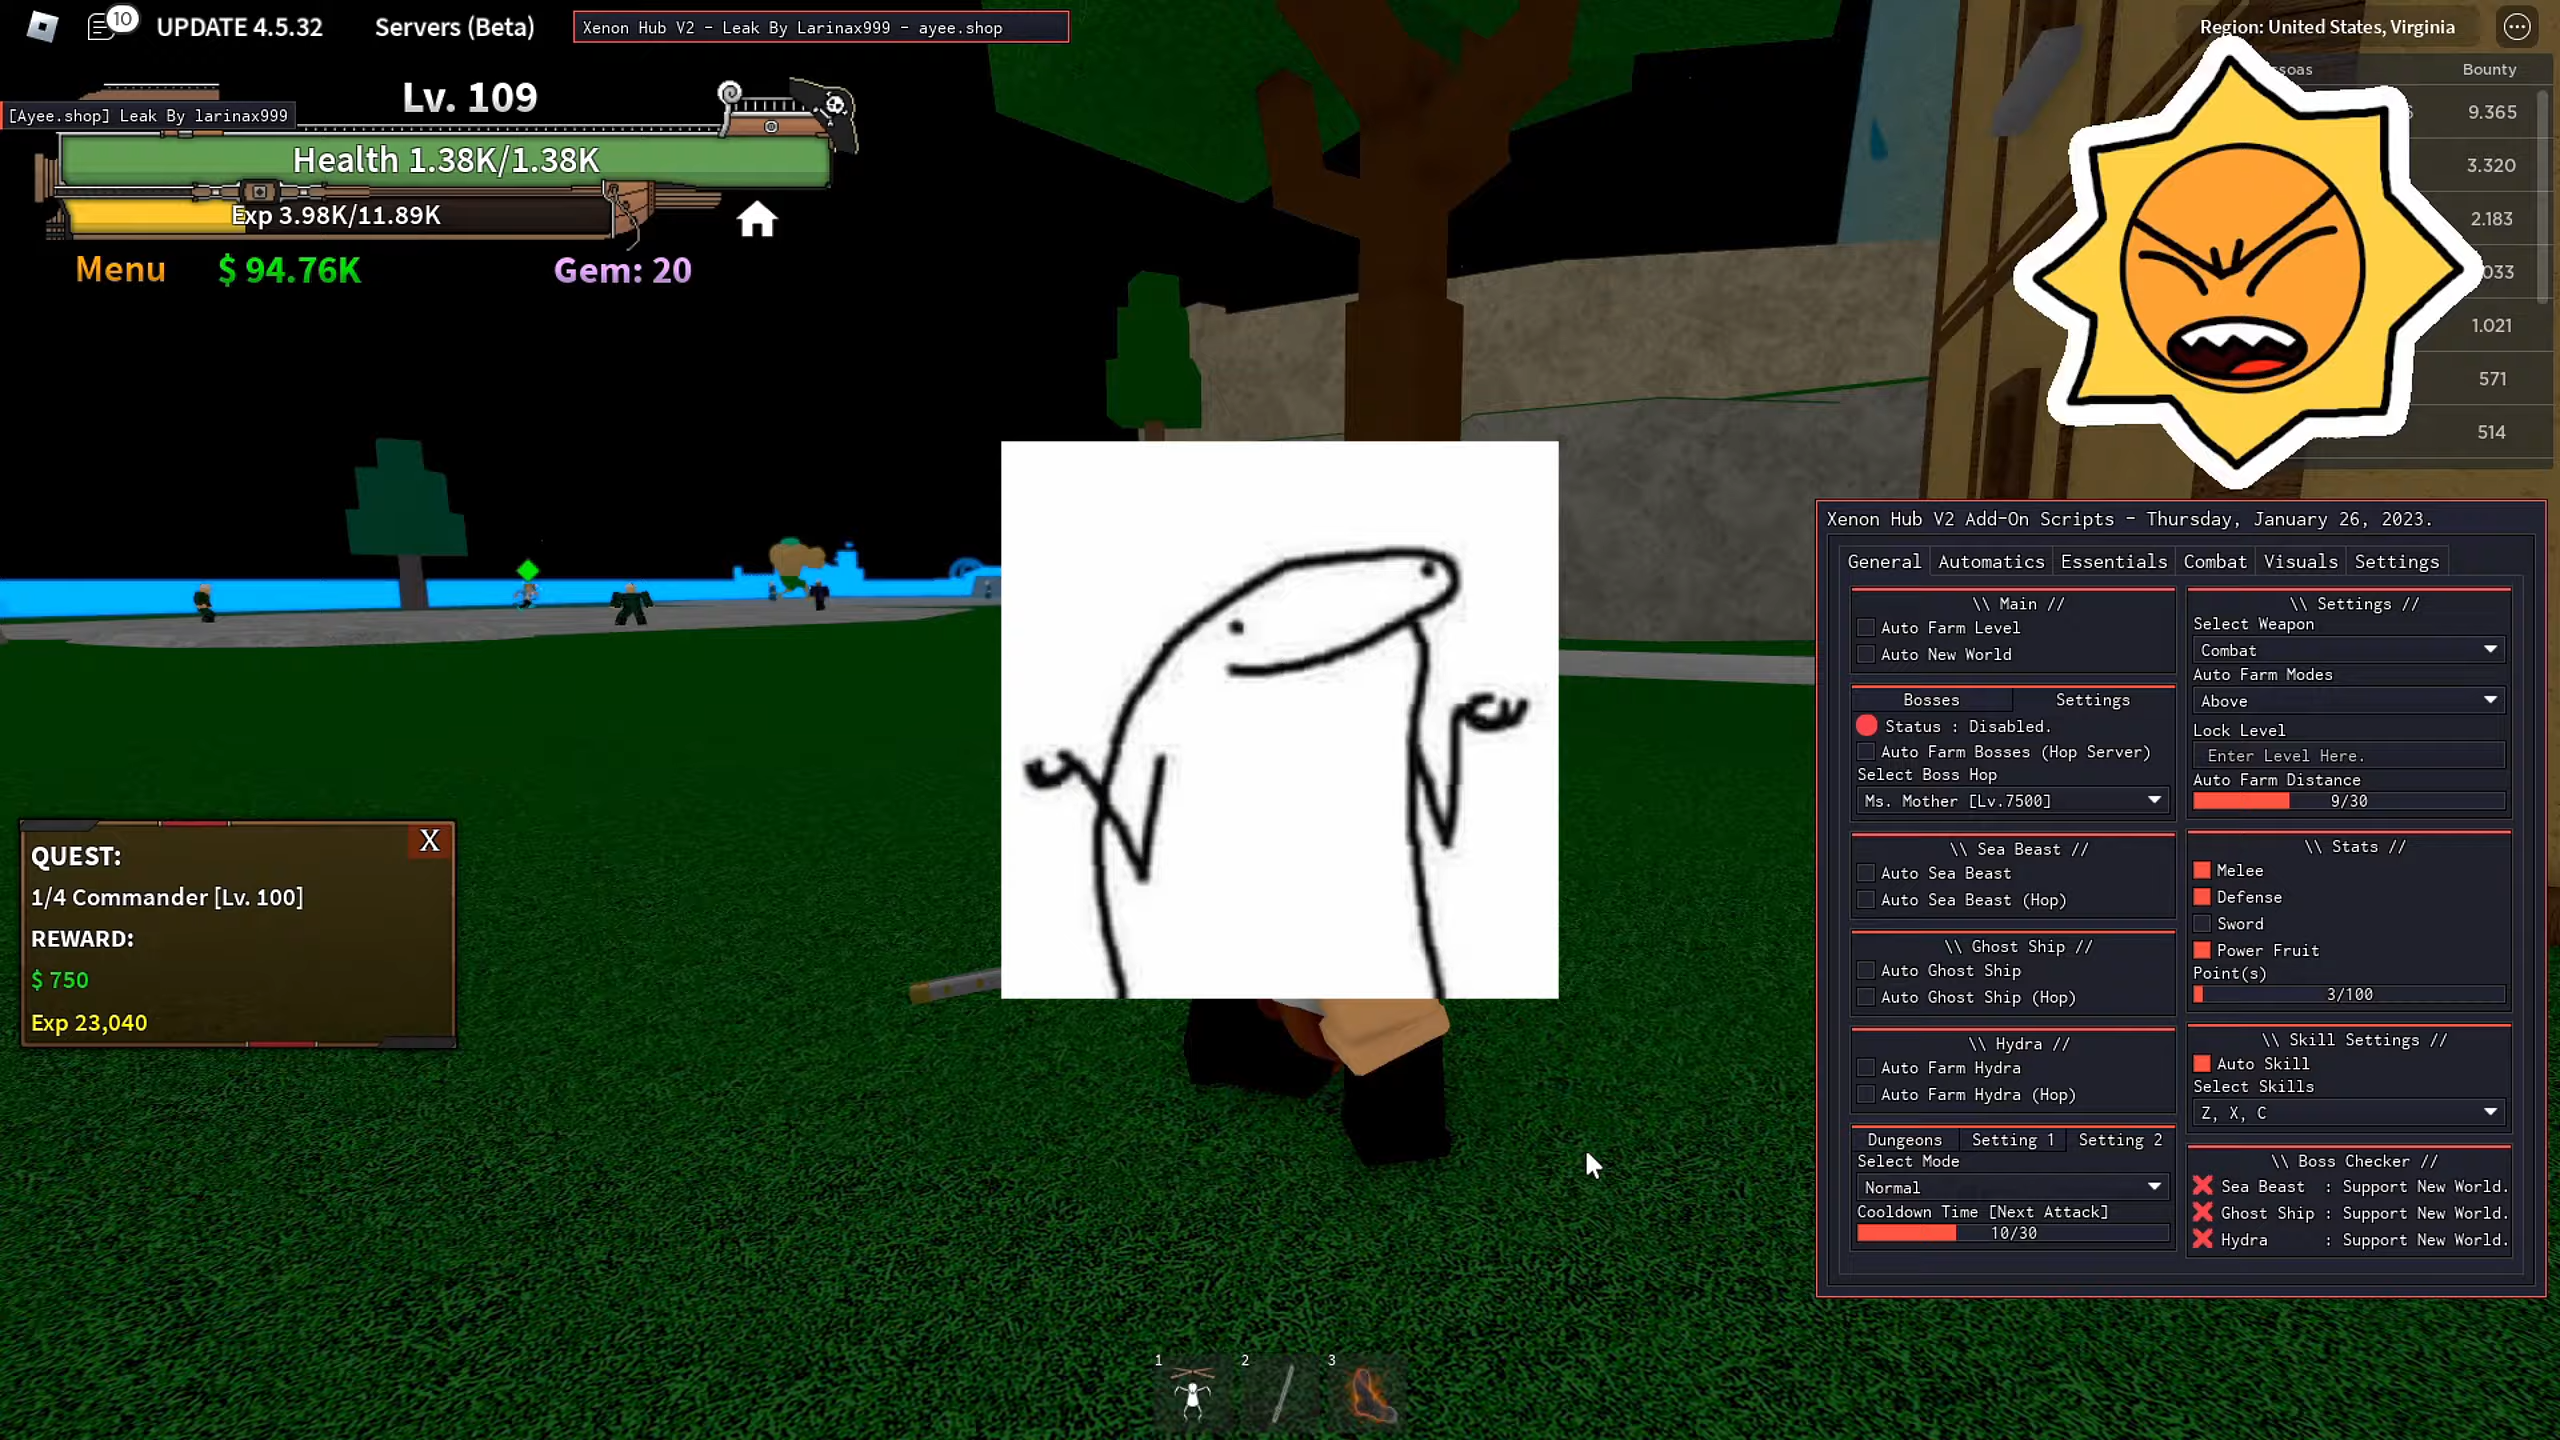 10
UPDATE 4.5.32
Servers (Beta)
Xenon Hub V2 - Leak By Larinax999 - ayee.shop
Region: United States, Virginia
Lv. 109
[Ayee.shop] Leak By larinax999
Health 1.38K/1.38K
Exp 3.98K/11.89K
Menu
$ 94.76K
Gem: 20
Bounty
9.365
3.320
2.183
1.021
571
514
QUEST:
X
1/4 Commander [Lv. 100]
REWARD:
$ 750
Exp 23,040
Xenon Hub V2 Add-On Scripts - Thursday, January 26, 2023.
General Automatics Essentials Combat Visuals Settings
\\ Main //
Auto Farm Level
Auto New World
Bosses Settings
Status : Disabled.
Auto Farm Bosses (Hop Server)
Select Boss Hop
Ms. Mother [Lv.7500]
\\ Sea Beast //
Auto Sea Beast
Auto Sea Beast (Hop)
\\ Ghost Ship //
Auto Ghost Ship
Auto Ghost Ship (Hop)
\\ Hydra //
Auto Farm Hydra
Auto Farm Hydra (Hop)
Dungeons Setting 1 Setting 2
Select Mode
Normal
Cooldown Time [Next Attack]
10/30
\\ Settings //
Select Weapon
Combat
Auto Farm Modes
Above
Lock Level
Enter Level Here.
Auto Farm Distance
9/30
\\ Stats //
Melee
Defense
Sword
Power Fruit
Point(s)
3/100
\\ Skill Settings //
Auto Skill
Select Skills
Z, X, C
\\ Boss Checker //
Sea Beast : Support New World.
Ghost Ship : Support New World.
Hydra : Support New World.
1
2
3